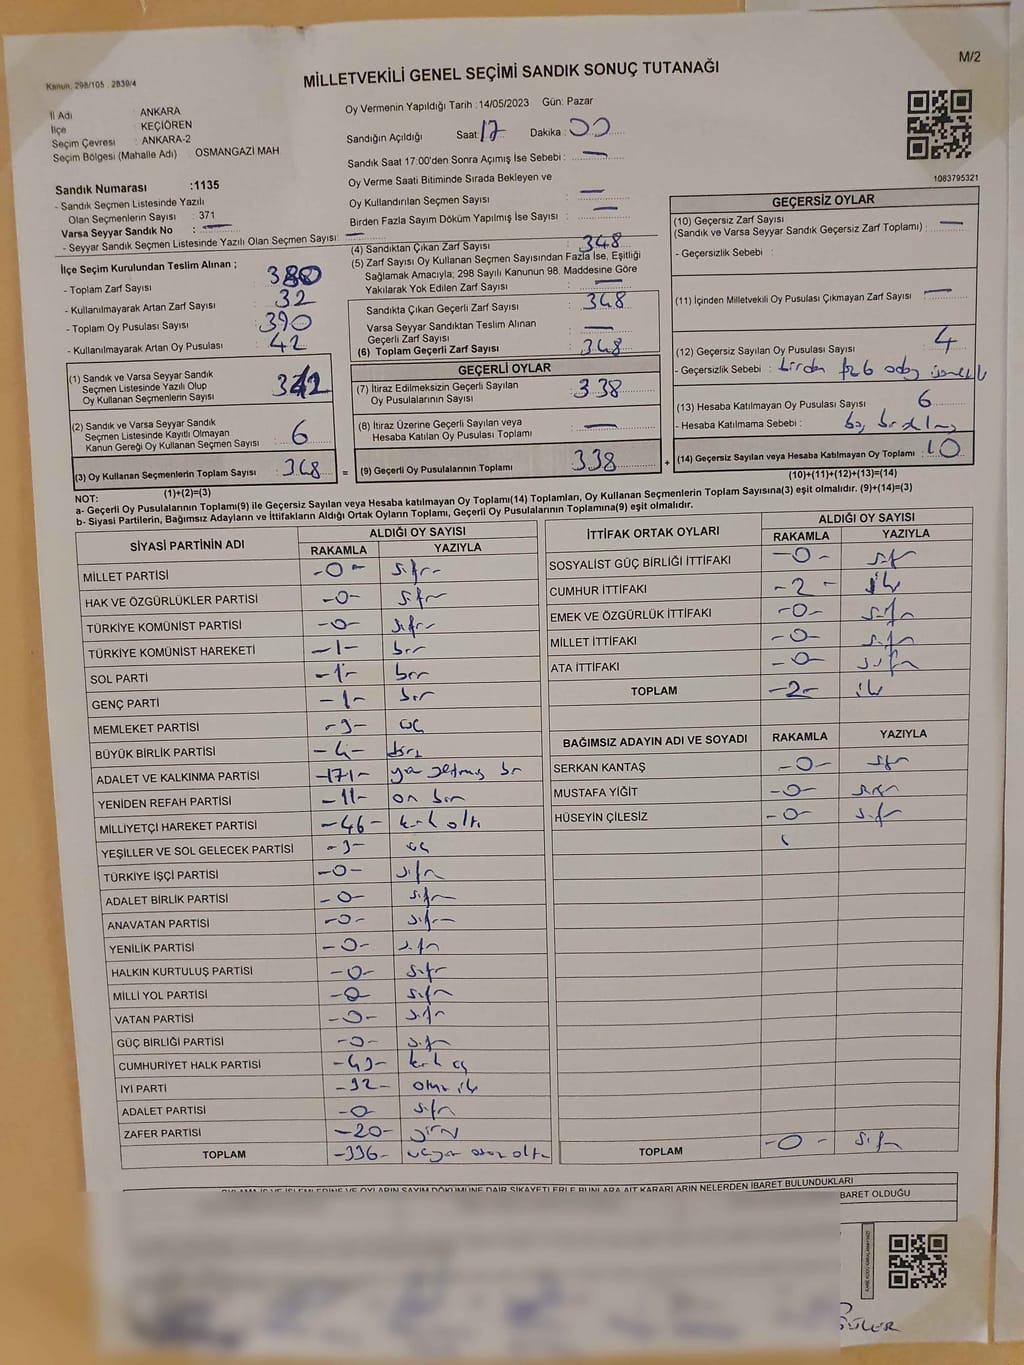 M/2
Kanun: 298/105 , 2839/4
MİLLETVEKİLİ GENEL SEÇİMİ SANDIK SONUÇ TUTANAĞI
İl Adı : ANKARA
İlçe : KEÇİÖREN
Seçim Çevresi : ANKARA-2
Seçim Bölgesi (Mahalle Adı) : OSMANGAZİ MAH
Sandık Numarası :1135
- Sandık Seçmen Listesinde Yazılı
Olan Seçmenlerin Sayısı : 371
Varsa Seyyar Sandık No : —
- Seyyar Sandık Seçmen Listesinde Yazılı Olan Seçmen Sayısı: —
Oy Vermenin Yapıldığı Tarih :14/05/2023 Gün: Pazar
Sandığın Açıldığı Saat: 17 Dakika : 00
Sandık Saat 17:00'den Sonra Açımış İse Sebebi : —
Oy Verme Saati Bitiminde Sırada Bekleyen ve
Oy Kullandırılan Seçmen Sayısı : —
Birden Fazla Sayım Döküm Yapılmış İse Sayısı : —
1083795321
İlçe Seçim Kurulundan Teslim Alınan ;
- Toplam Zarf Sayısı : 380
- Kullanılmayarak Artan Zarf Sayısı : 32
- Toplam Oy Pusulası Sayısı : 390
- Kullanılmayarak Artan Oy Pusulası : 42
(1) Sandık ve Varsa Seyyar Sandık
Seçmen Listesinde Yazılı Olup
Oy Kullanan Seçmenlerin Sayısı : 342
(2) Sandık ve Varsa Seyyar Sandık
Seçmen Listesinde Kayıtlı Olmayan
Kanun Gereği Oy Kullanan Seçmen Sayısı : 6
(3) Oy Kullanan Seçmenlerin Toplam Sayısı : 348
(1)+(2)=(3)
(4) Sandıktan Çıkan Zarf Sayısı : 348
(5) Zarf Sayısı Oy Kullanan Seçmen Sayısından Fazla İse, Eşitliği
Sağlamak Amacıyla; 298 Sayılı Kanunun 98. Maddesine Göre
Yakılarak Yok Edilen Zarf Sayısı : —
Sandıkta Çıkan Geçerli Zarf Sayısı : 348
Varsa Seyyar Sandıktan Teslim Alınan
Geçerli Zarf Sayısı : —
(6) Toplam Geçerli Zarf Sayısı : 348
GEÇERLİ OYLAR
(7) İtiraz Edilmeksizin Geçerli Sayılan
Oy Pusulalarının Sayısı : 338
(8) İtiraz Üzerine Geçerli Sayılan veya
Hesaba Katılan Oy Pusulası Toplamı : —
= (9) Geçerli Oy Pusulalarının Toplamı : 338 +
GEÇERSİZ OYLAR
(10) Geçersiz Zarf Sayısı : —
(Sandık ve Varsa Seyyar Sandık Geçersiz Zarf Toplamı) :
- Geçersizlik Sebebi :
(11) İçinden Milletvekili Oy Pusulası Çıkmayan Zarf Sayısı : —
(12) Geçersiz Sayılan Oy Pusulası Sayısı : 4
- Geçersizlik Sebebi : birden fazla aday
(13) Hesaba Katılmayan Oy Pusulası Sayısı : 6
- Hesaba Katılmama Sebebi : boş
(14) Geçersiz Sayılan veya Hesaba Katılmayan Oy Toplamı : 10
(10)+(11)+(12)+(13)=(14)
NOT:
a- Geçerli Oy Pusulalarının Toplamı(9) ile Geçersiz Sayılan veya Hesaba katılmayan Oy Toplamı(14) Toplamları, Oy Kullanan Seçmenlerin Toplam Sayısına(3) eşit olmalıdır. (9)+(14)=(3)
b- Siyasi Partilerin, Bağımsız Adayların ve İttifakların Aldığı Ortak Oyların Toplamı, Geçerli Oy Pusulalarının Toplamına(9) eşit olmalıdır.
SİYASİ PARTİNİN ADI ALDIĞI OY SAYISI
RAKAMLA YAZIYLA
MİLLET PARTİSİ -0- sıfır
HAK VE ÖZGÜRLÜKLER PARTİSİ -0- sıfır
TÜRKİYE KOMÜNİST PARTİSİ -0- sıfır
TÜRKİYE KOMÜNİST HAREKETİ -1- bir
SOL PARTİ -1- bir
GENÇ PARTİ -1- bir
MEMLEKET PARTİSİ -3- üç
BÜYÜK BİRLİK PARTİSİ -4- dört
ADALET VE KALKINMA PARTİSİ -171- yüz yetmiş bir
YENİDEN REFAH PARTİSİ -11- on bir
MİLLİYETÇİ HAREKET PARTİSİ -46- kırk altı
YEŞİLLER VE SOL GELECEK PARTİSİ -3- üç
TÜRKİYE İŞÇİ PARTİSİ -0- sıfır
ADALET BİRLİK PARTİSİ -0- sıfır
ANAVATAN PARTİSİ -0- sıfır
YENİLİK PARTİSİ -0- sıfır
HALKIN KURTULUŞ PARTİSİ -0- sıfır
MİLLİ YOL PARTİSİ -0- sıfır
VATAN PARTİSİ -0- sıfır
GÜÇ BİRLİĞİ PARTİSİ -0- sıfır
CUMHURİYET HALK PARTİSİ -43- kırk üç
İYİ PARTİ -32- otuz iki
ADALET PARTİSİ -0- sıfır
ZAFER PARTİSİ -20- yirmi
TOPLAM -336- üçyüz otuz altı
İTTİFAK ORTAK OYLARI ALDIĞI OY SAYISI
RAKAMLA YAZIYLA
SOSYALİST GÜÇ BİRLİĞİ İTTİFAKI -0- sıfır
CUMHUR İTTİFAKI -2- iki
EMEK VE ÖZGÜRLÜK İTTİFAKI -0- sıfır
MİLLET İTTİFAKI -0- sıfır
ATA İTTİFAKI -0- sıfır
TOPLAM -2- iki
BAĞIMSIZ ADAYIN ADI VE SOYADI RAKAMLA YAZIYLA
SERKAN KANTAŞ -0- sıfır
MUSTAFA YİĞİT -0- sıfır
HÜSEYİN ÇİLESİZ -0- sıfır
TOPLAM -0- sıfır
OYLAMA İŞ VE İŞLEMLERİNE VE OYLARIN SAYIM DÖKÜMÜNE DAİR ŞİKAYETLERLE BUNLARA AİT KARARLARIN NELERDEN İBARET BULUNDUKLARI
BARET OLDUĞU